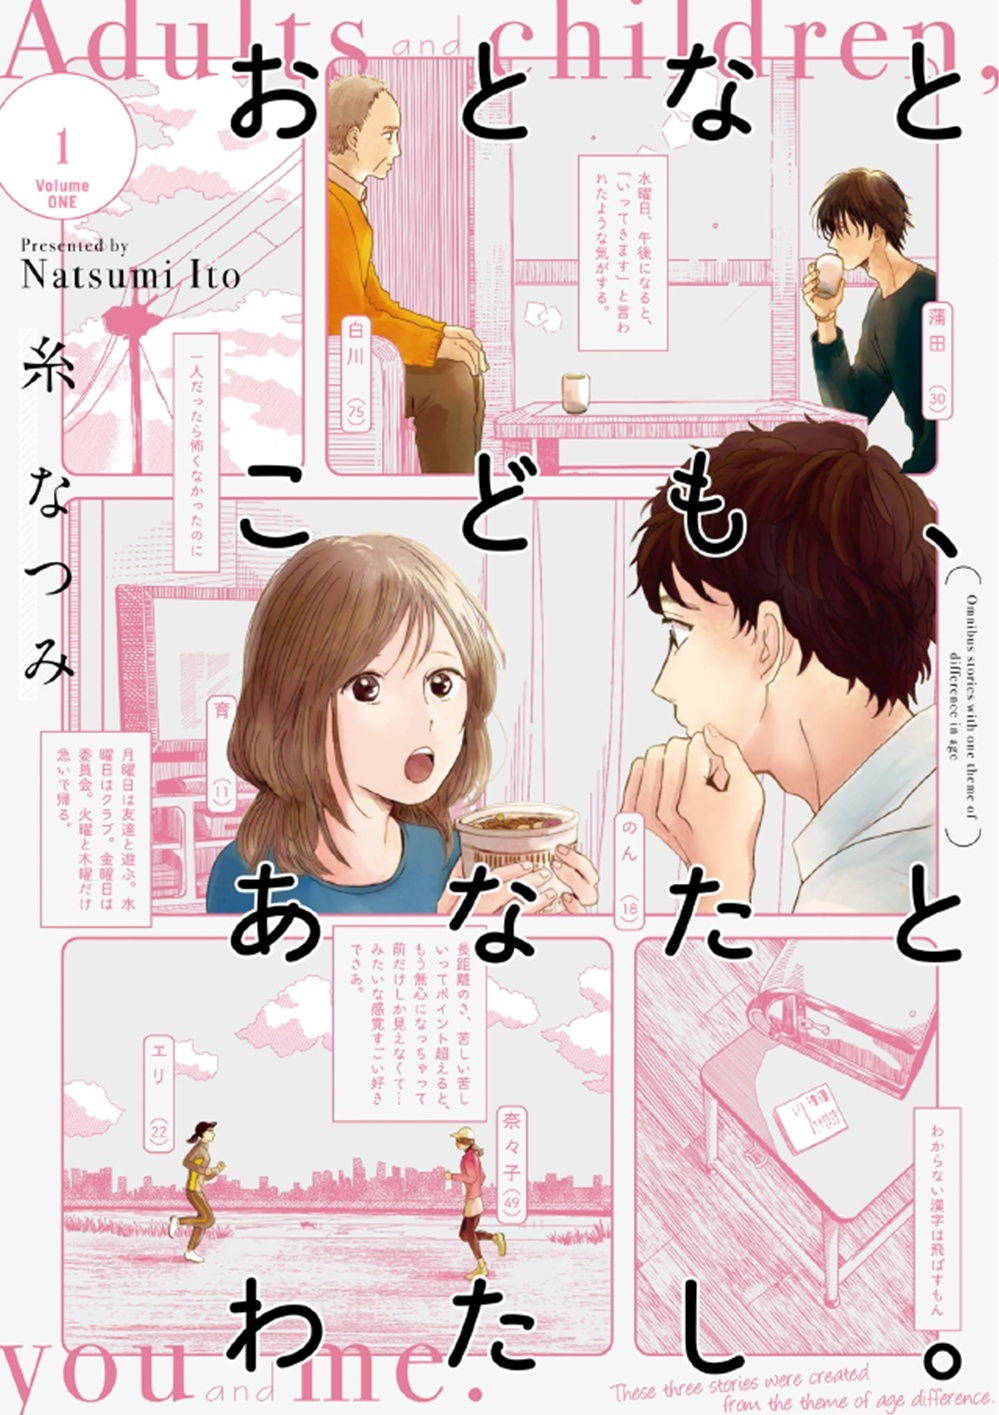 Adults and children,
おとなと
こども、
あなたと
わたし。
1
Volume
ONE
Presented by
Natsumi Ito
糸なつみ
水曜日、午後になると、
「いってきます」と言わ
れたような気がする。
白川(75)
蒲田(30)
一人だったら怖くなかったのに
Omnibus stories with one theme of
difference in age
育(11)
のん(18)
月曜日は友達と遊ぶ。水
曜日はクラブ。金曜日は
委員会。火曜と木曜だけ
急いで帰る。
長距離のさ、苦しい苦し
いってポイント超えると、
もう無心になっちゃって
前だけしか見えなくて…
みたいな感覚すごい好き
でさあ。
エリ(22)
奈々子(49)
わからない漢字は飛ばすもん
you and me.
These three stories were created
from the theme of age difference.